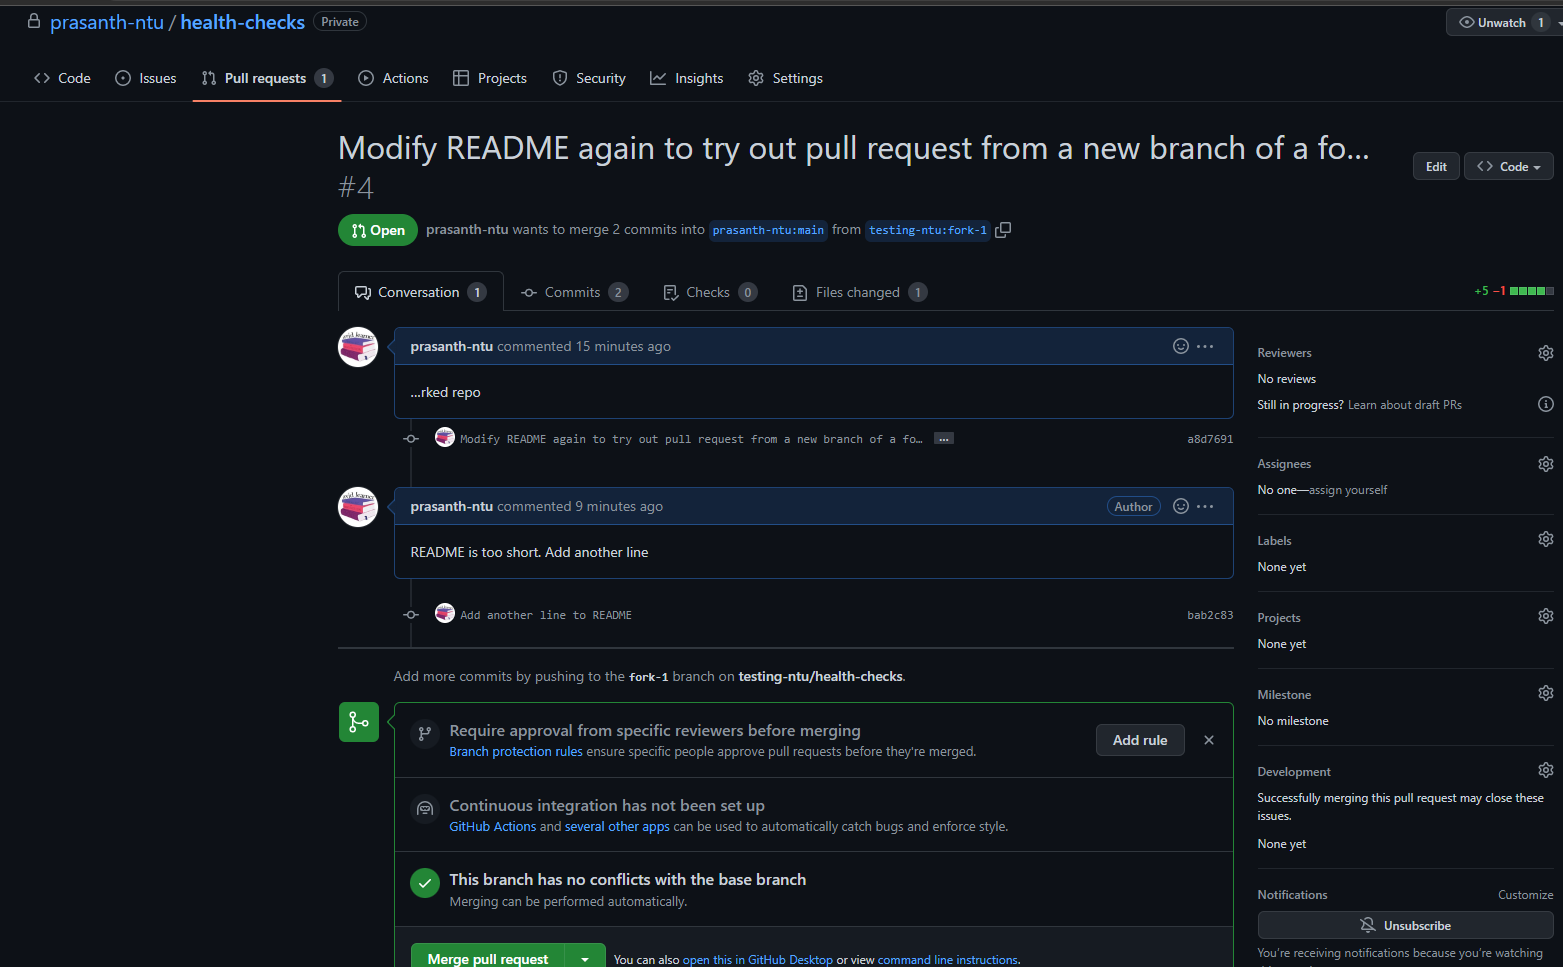 prasanth-ntu / health-checks Private
Unwatch 1
Code Issues Pull requests 1 Actions Projects Security Insights Settings
Modify README again to try out pull request from a new branch of a fo...
#4
Edit Code
Open prasanth-ntu wants to merge 2 commits into prasanth-ntu:main from testing-ntu:fork-1
Conversation 1 Commits 2 Checks 0 Files changed 1
+5 −1
prasanth-ntu commented 15 minutes ago
...rked repo
Modify README again to try out pull request from a new branch of a fo… … a8d7691
prasanth-ntu commented 9 minutes ago Author
README is too short. Add another line
Add another line to README bab2c83
Add more commits by pushing to the fork-1 branch on testing-ntu/health-checks.
Require approval from specific reviewers before merging
Branch protection rules ensure specific people approve pull requests before they're merged.
Add rule
Continuous integration has not been set up
GitHub Actions and several other apps can be used to automatically catch bugs and enforce style.
This branch has no conflicts with the base branch
Merging can be performed automatically.
Merge pull request You can also open this in GitHub Desktop or view command line instructions.
Reviewers
No reviews
Still in progress? Learn about draft PRs
Assignees
No one—assign yourself
Labels
None yet
Projects
None yet
Milestone
No milestone
Development
Successfully merging this pull request may close these
issues.
None yet
Notifications Customize
Unsubscribe
You're receiving notifications because you're watching